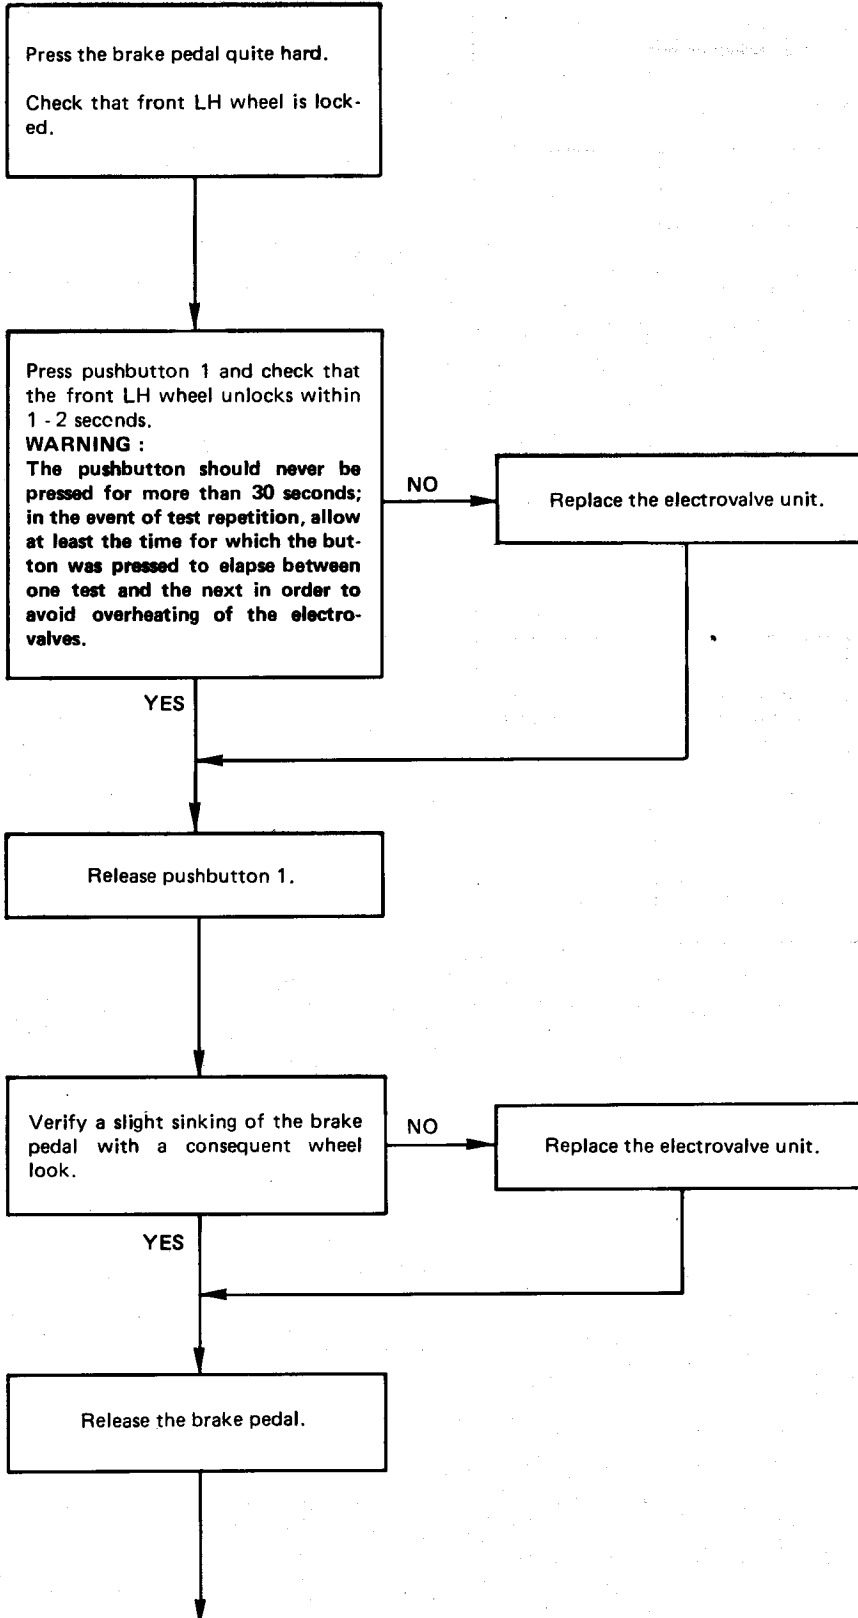 Press the brake pedal quite hard.
Check that front LH wheel is lock-
ed.
Press pushbutton 1 and check that
the front LH wheel unlocks within
1 - 2 seconds.
WARNING :
The pushbutton should never be
pressed for more than 30 seconds;
in the event of test repetition, allow
at least the time for which the but-
ton was pressed to elapse between
one test and the next in order to
avoid overheating of the electro-
valves.
NO
Replace the electrovalve unit.
YES
Release pushbutton 1.
Verify a slight sinking of the brake
pedal with a consequent wheel
look.
NO
Replace the electrovalve unit.
YES
Release the brake pedal.